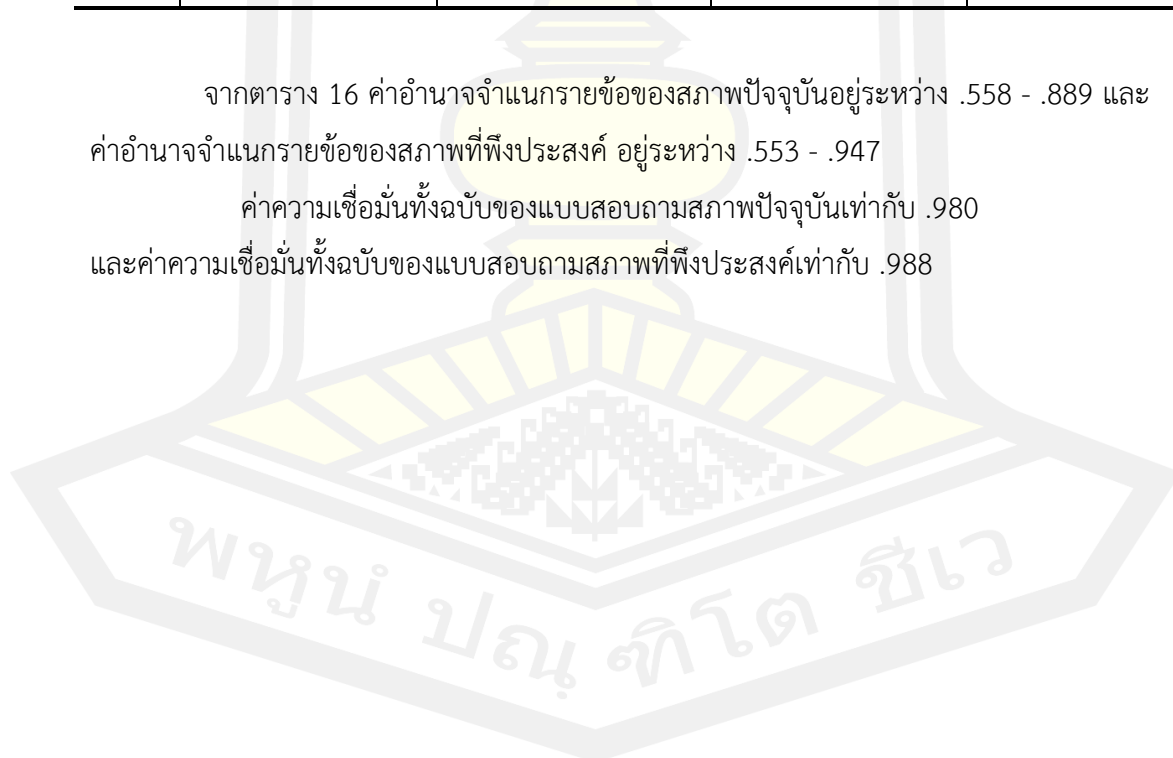 จากตาราง 16 ค่าอำนาจจำแนกรายข้อของสภาพปัจจุบันอยู่ระหว่าง .558 - .889 และ
ค่าอำนาจจำแนกรายข้อของสภาพที่พึงประสงค์ อยู่ระหว่าง .553 - .947
ค่าความเชื่อมั่นทั้งฉบับของแบบสอบถามสภาพปัจจุบันเท่ากับ .980
และค่าความเชื่อมั่นทั้งฉบับของแบบสอบถามสภาพที่พึงประสงค์เท่ากับ .988
พหูนํ ปณฺ ฑิโต ชีเว